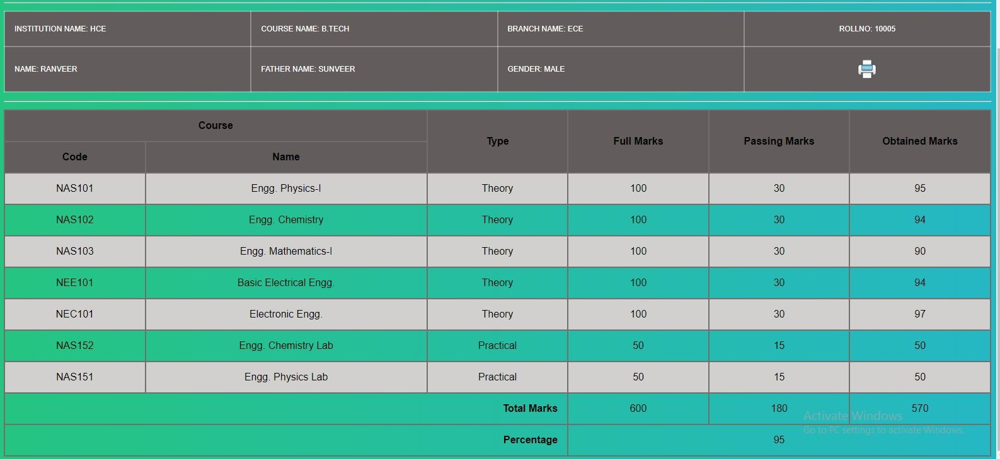 INSTITUTION NAME: HCE COURSE NAME: B.TECH BRANCH NAME: ECE ROLLNO: 10005
NAME: RANVEER FATHER NAME: SUNVEER GENDER: MALE
Course Type Full Marks Passing Marks Obtained Marks
Code Name
NAS101 Engg. Physics-I Theory 100 30 95
NAS102 Engg. Chemistry Theory 100 30 94
NAS103 Engg. Mathematics-I Theory 100 30 90
NEE101 Basic Electrical Engg. Theory 100 30 94
NEC101 Electronic Engg. Theory 100 30 97
NAS152 Engg. Chemistry Lab Practical 50 15 50
NAS151 Engg. Physics Lab Practical 50 15 50
Total Marks 600 180 570
Activate Windows
Go to PC settings to activate Windows.
Percentage 95